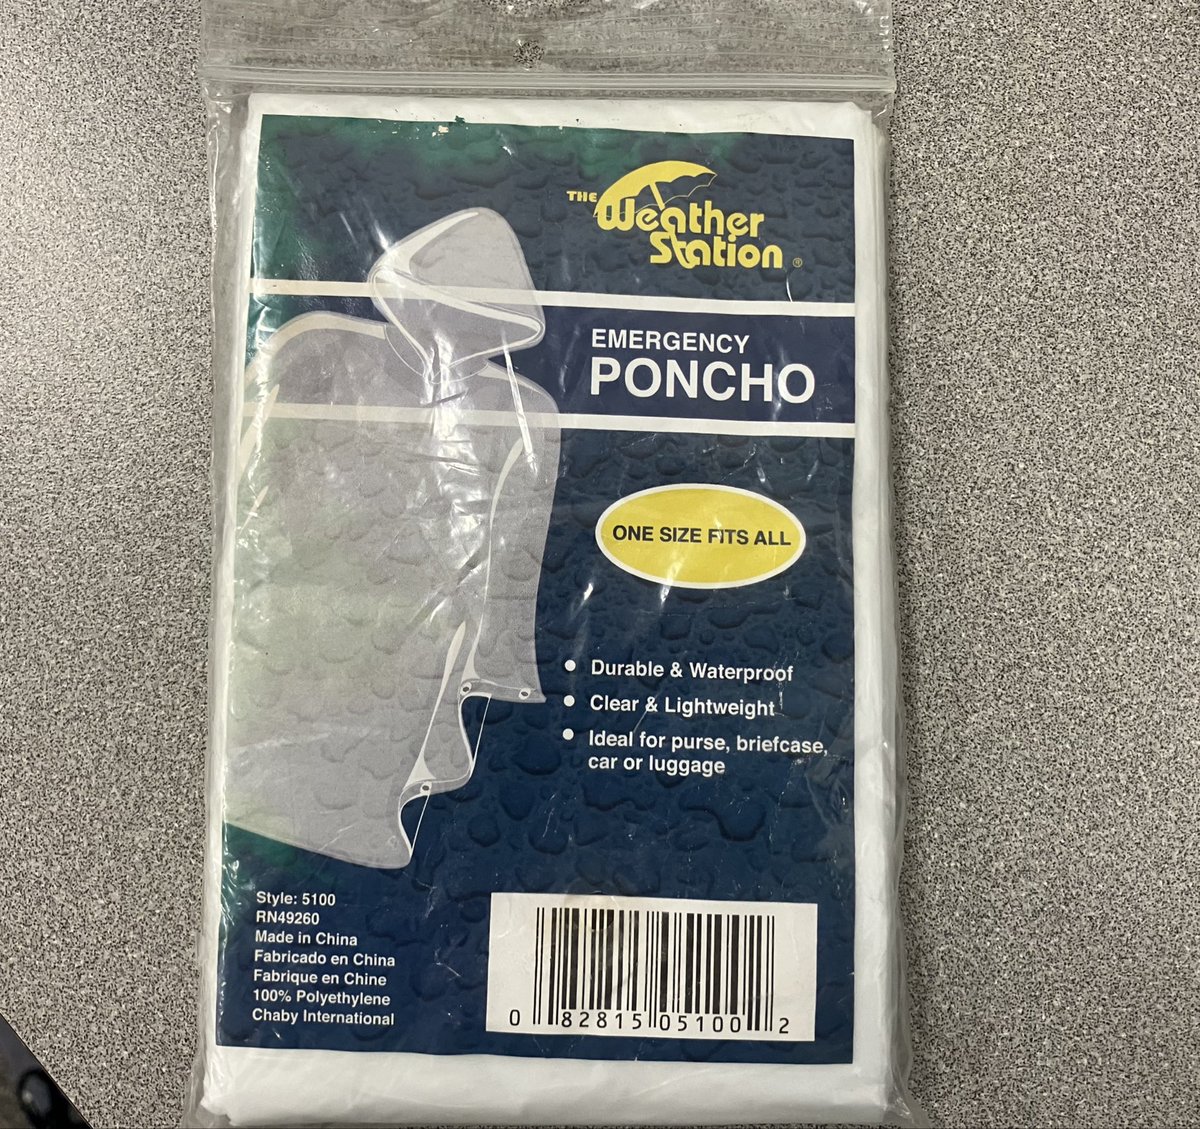 THE
Weather
Station ®
EMERGENCY
PONCHO
ONE SIZE FITS ALL
• Durable & Waterproof
• Clear & Lightweight
• Ideal for purse, briefcase,
car or luggage
Style: 5100
RN49260
Made in China
Fabricado en China
Fabrique en Chine
100% Polyethylene
Chaby International
0 82815 05100 2